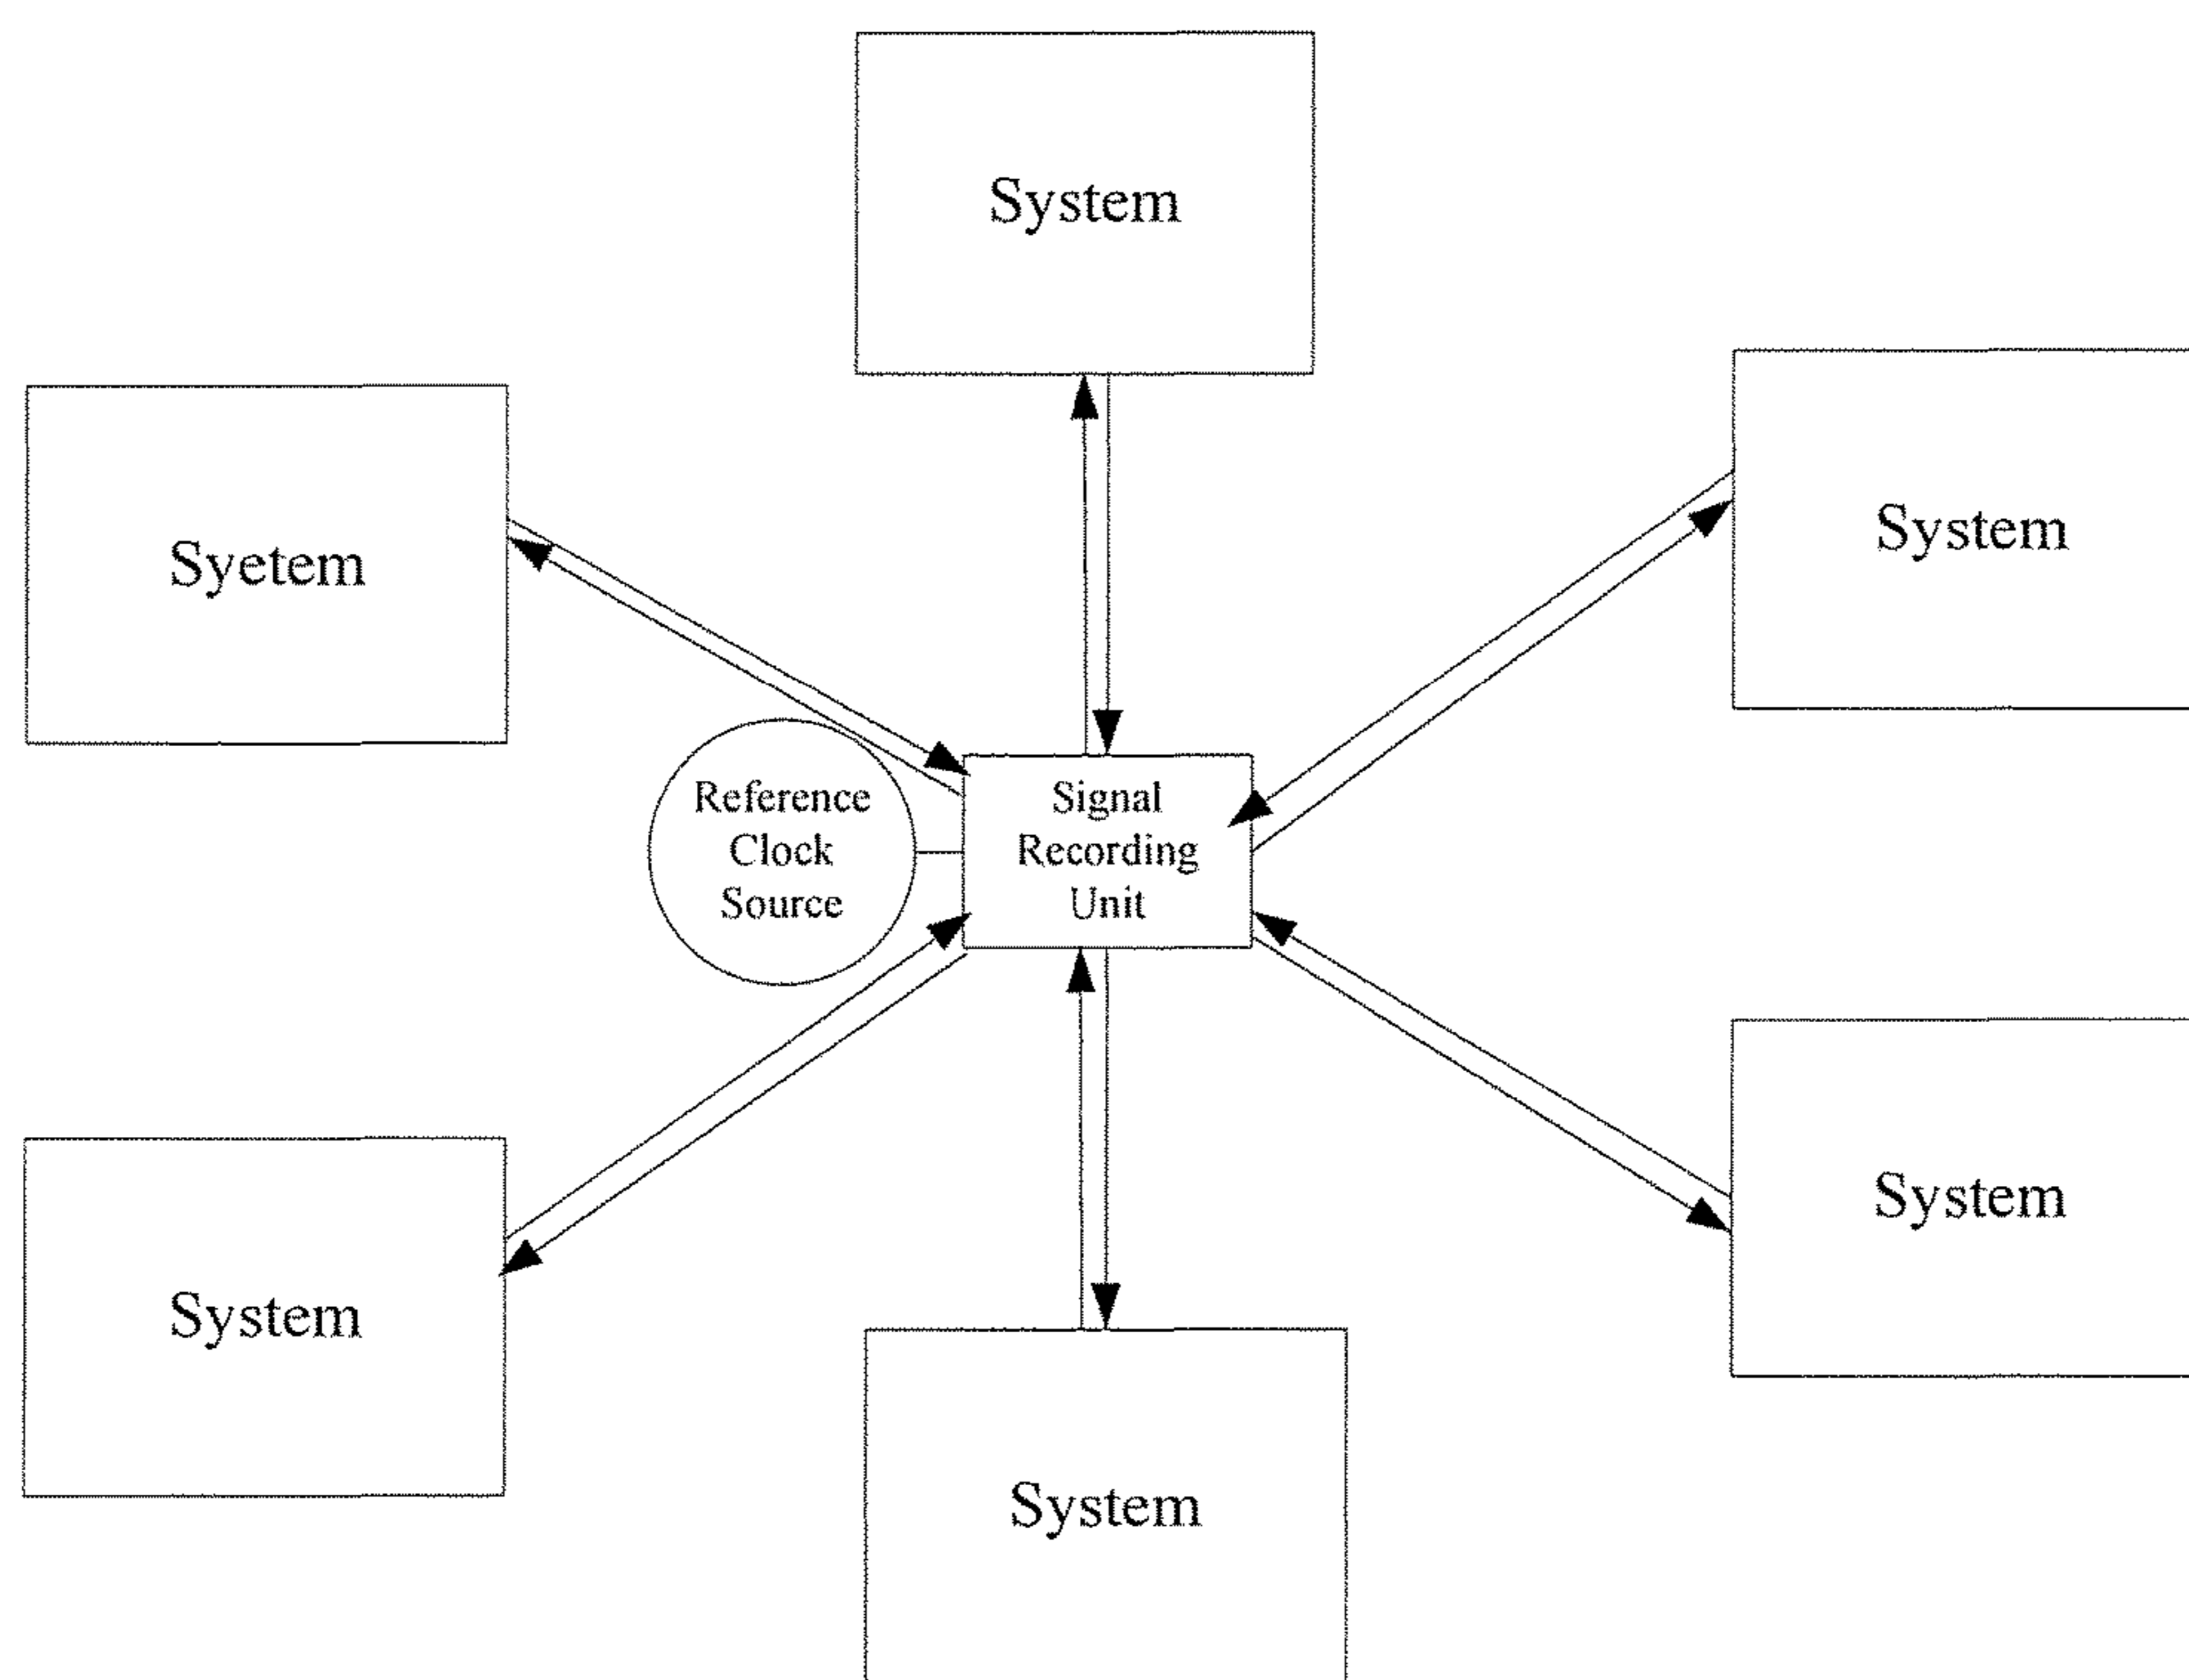 System
System
Syetem
Reference
Clock
Source
Signal
Recording
Unit
System
System
System